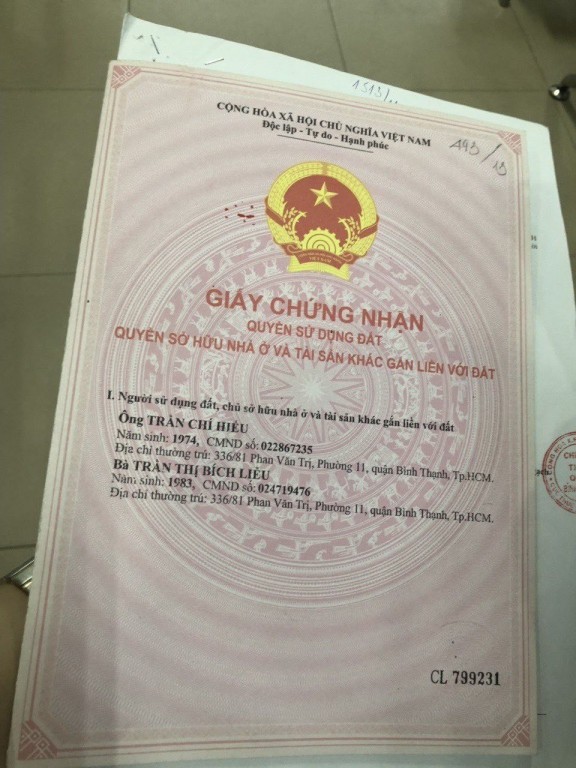 1513/..
CỘNG HÒA XÃ HỘI CHỦ NGHĨA VIỆT NAM
Độc lập - Tự do - Hạnh phúc
GIẤY CHỨNG NHẬN
QUYỀN SỬ DỤNG ĐẤT
QUYỀN SỞ HỮU NHÀ Ở VÀ TÀI SẢN KHÁC GẮN LIỀN VỚI ĐẤT
I. Người sử dụng đất, chủ sở hữu nhà ở và tài sản khác gắn liền với đất
Ông TRẦN CHÍ HIẾU
Năm sinh: 1974, CMND số: 022867235
Địa chỉ thường trú: 336/81 Phan Văn Trị, Phường 11, quận Bình Thạnh, Tp.HCM.
Bà TRẦN THỊ BÍCH LIÊU
Năm sinh: 1983, CMND số: 024719476
Địa chỉ thường trú: 336/81 Phan Văn Trị, Phường 11, quận Bình Thạnh, Tp.HCM.
CL 799231